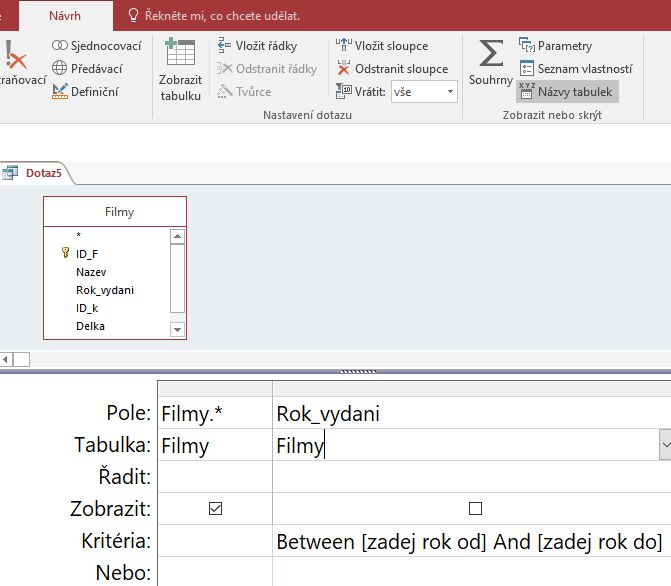 Návrh
Řekněte mi, co chcete udělat.
Sjednocovací
Předávací
Definiční
Zobrazit
tabulku
Vložit řádky
Odstranit řádky
Tvůrce
Vložit sloupce
Odstranit sloupce
Vrátit: vše
Nastavení dotazu
Souhrny
Parametry
Seznam vlastností
Názvy tabulek
Zobrazit nebo skrýt
Dotaz5
Filmy
*
ID_F
Nazev
Rok_vydani
ID_k
Delka
Pole: Filmy.* Rok_vydani
Tabulka: Filmy Filmy
Řadit:
Zobrazit:
Kritéria: Between [zadej rok od] And [zadej rok do]
Nebo: